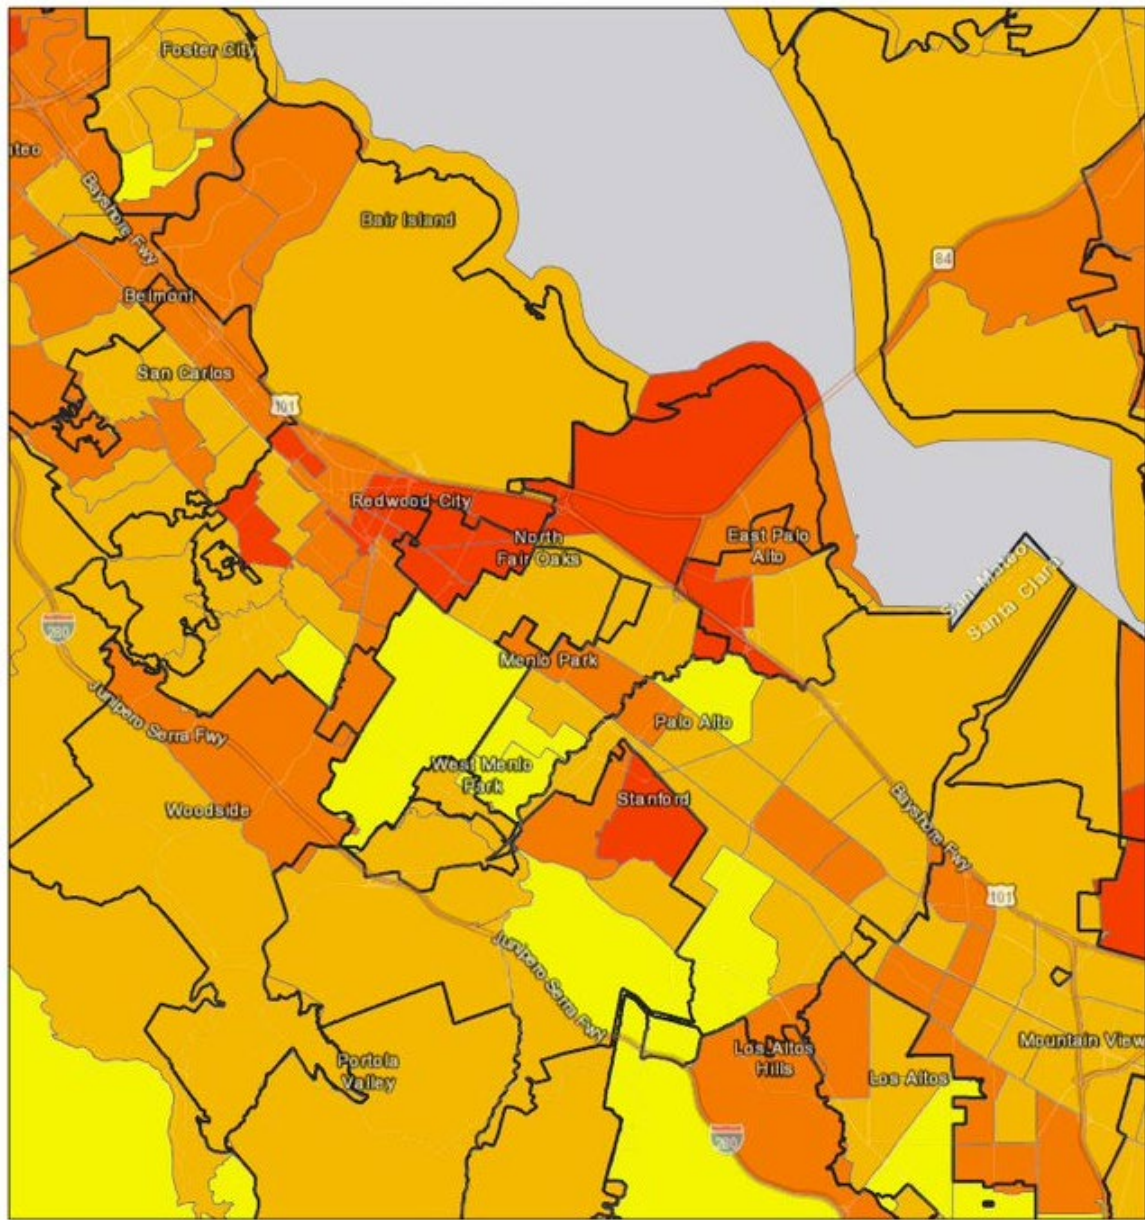 Foster City
ateo
Bayshore Fwy
Bair Island
84
Belmont
San Carlos
101
Redwood City
North
Fair Oaks
East Palo
Alto
San Mateo
Santa Clara
280
Menlo Park
Junipero Serra Fwy
Palo Alto
West Menlo
Park
Stanford
Woodside
Bayshore Fwy
101
Junipero Serra Fwy
Los Altos
Hills
Mountain View
Portola
Valley
Los Altos
280